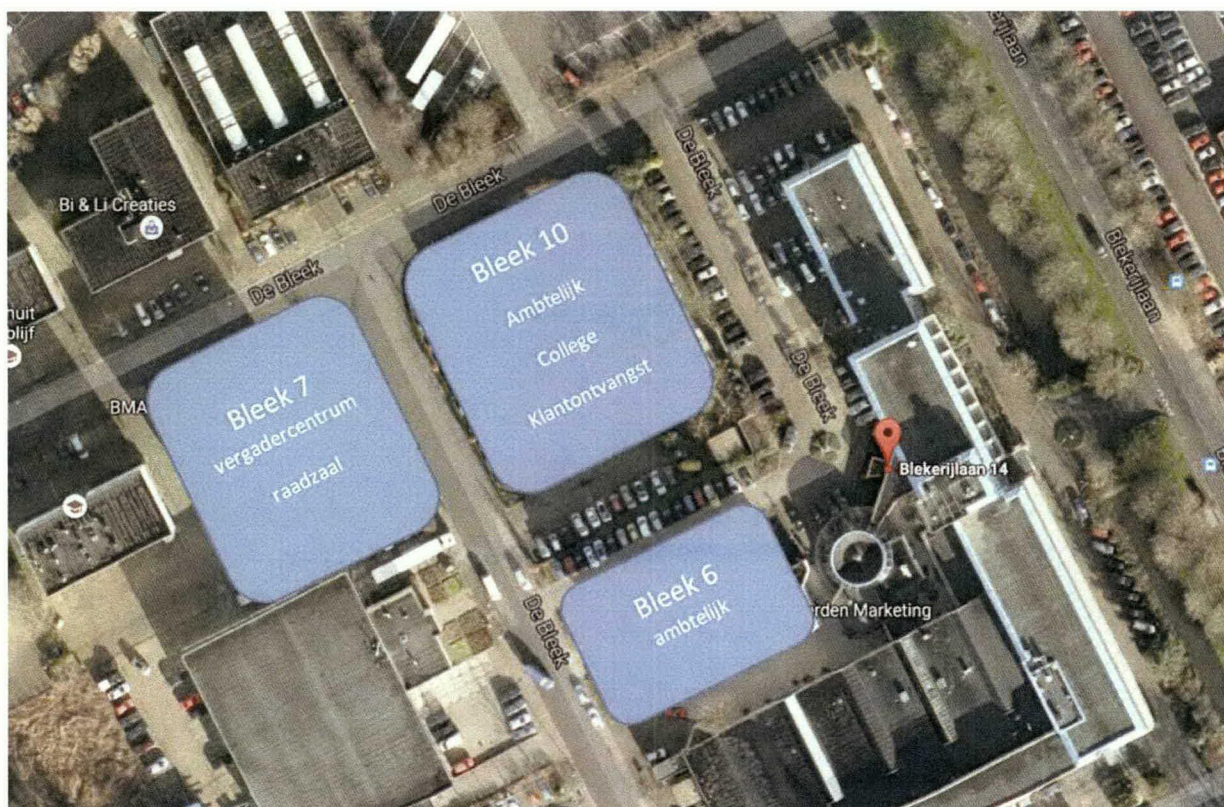 Blekerijlaan
De Bleek
De Bleek
Bi & Li Creaties
Blekerijlaan
De Bleek
Bleek 10
Ambtelijk
College
Klantontvangst
Bleek 7
vergadercentrum
raadzaal
BMA
De Bleek
Blekerijlaan 14
Bleek 6
ambtelijk
rden Marketing
De Bleek